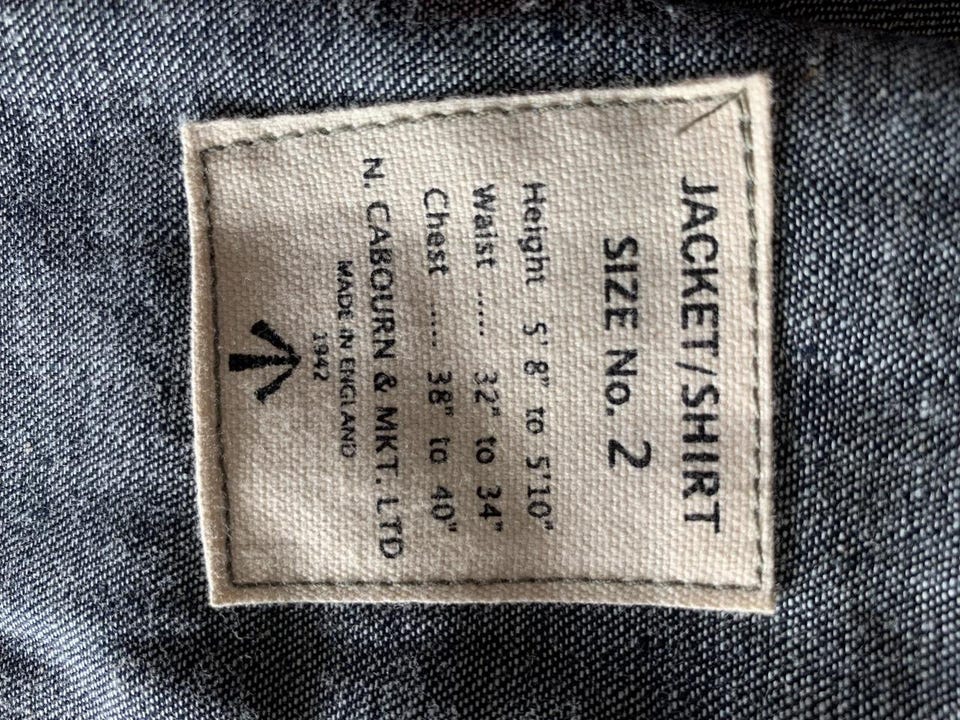 JACKET/SHIRT
SIZE No. 2
Height 5' 8" to 5'10"
Waist ...... 32" to 34"
Chest ...... 38" to 40"
N. CABOURN & MKT. LTD
MADE IN ENGLAND
1942